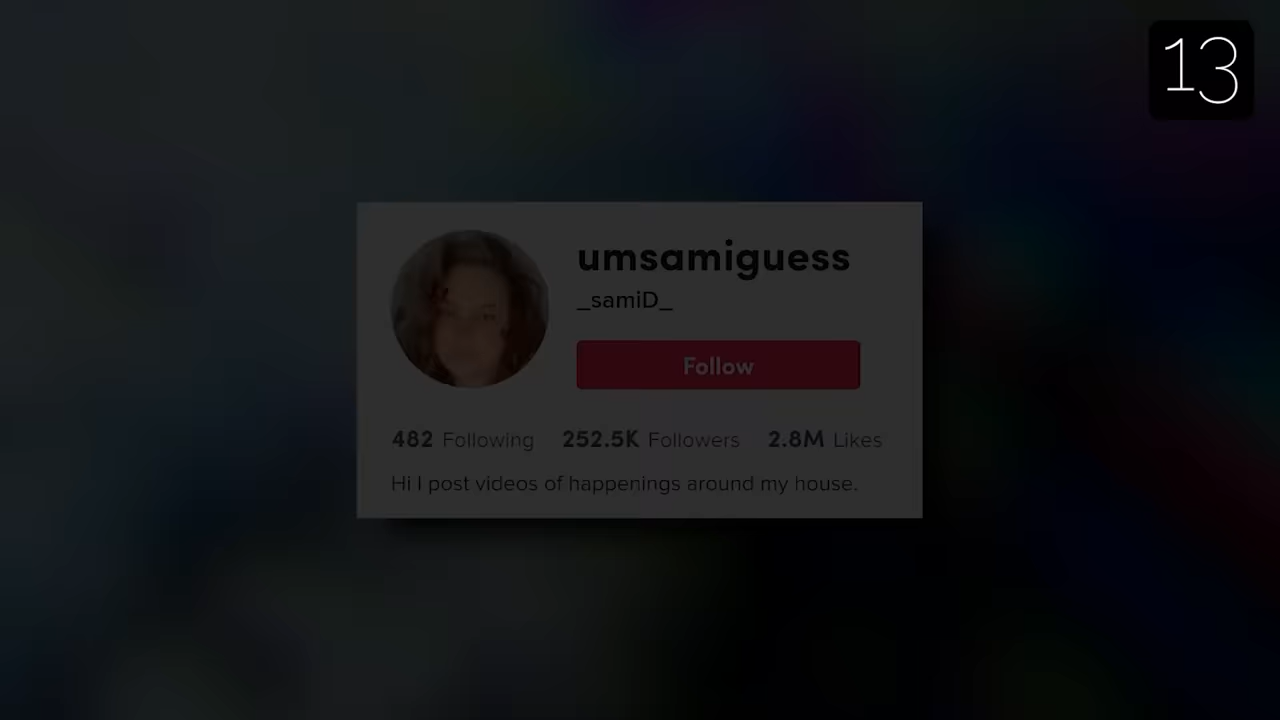 13
umsamiguess
_samiD_
Follow
482 Following 252.5K Followers 2.8M Likes
Hi I post videos of happenings around my house.